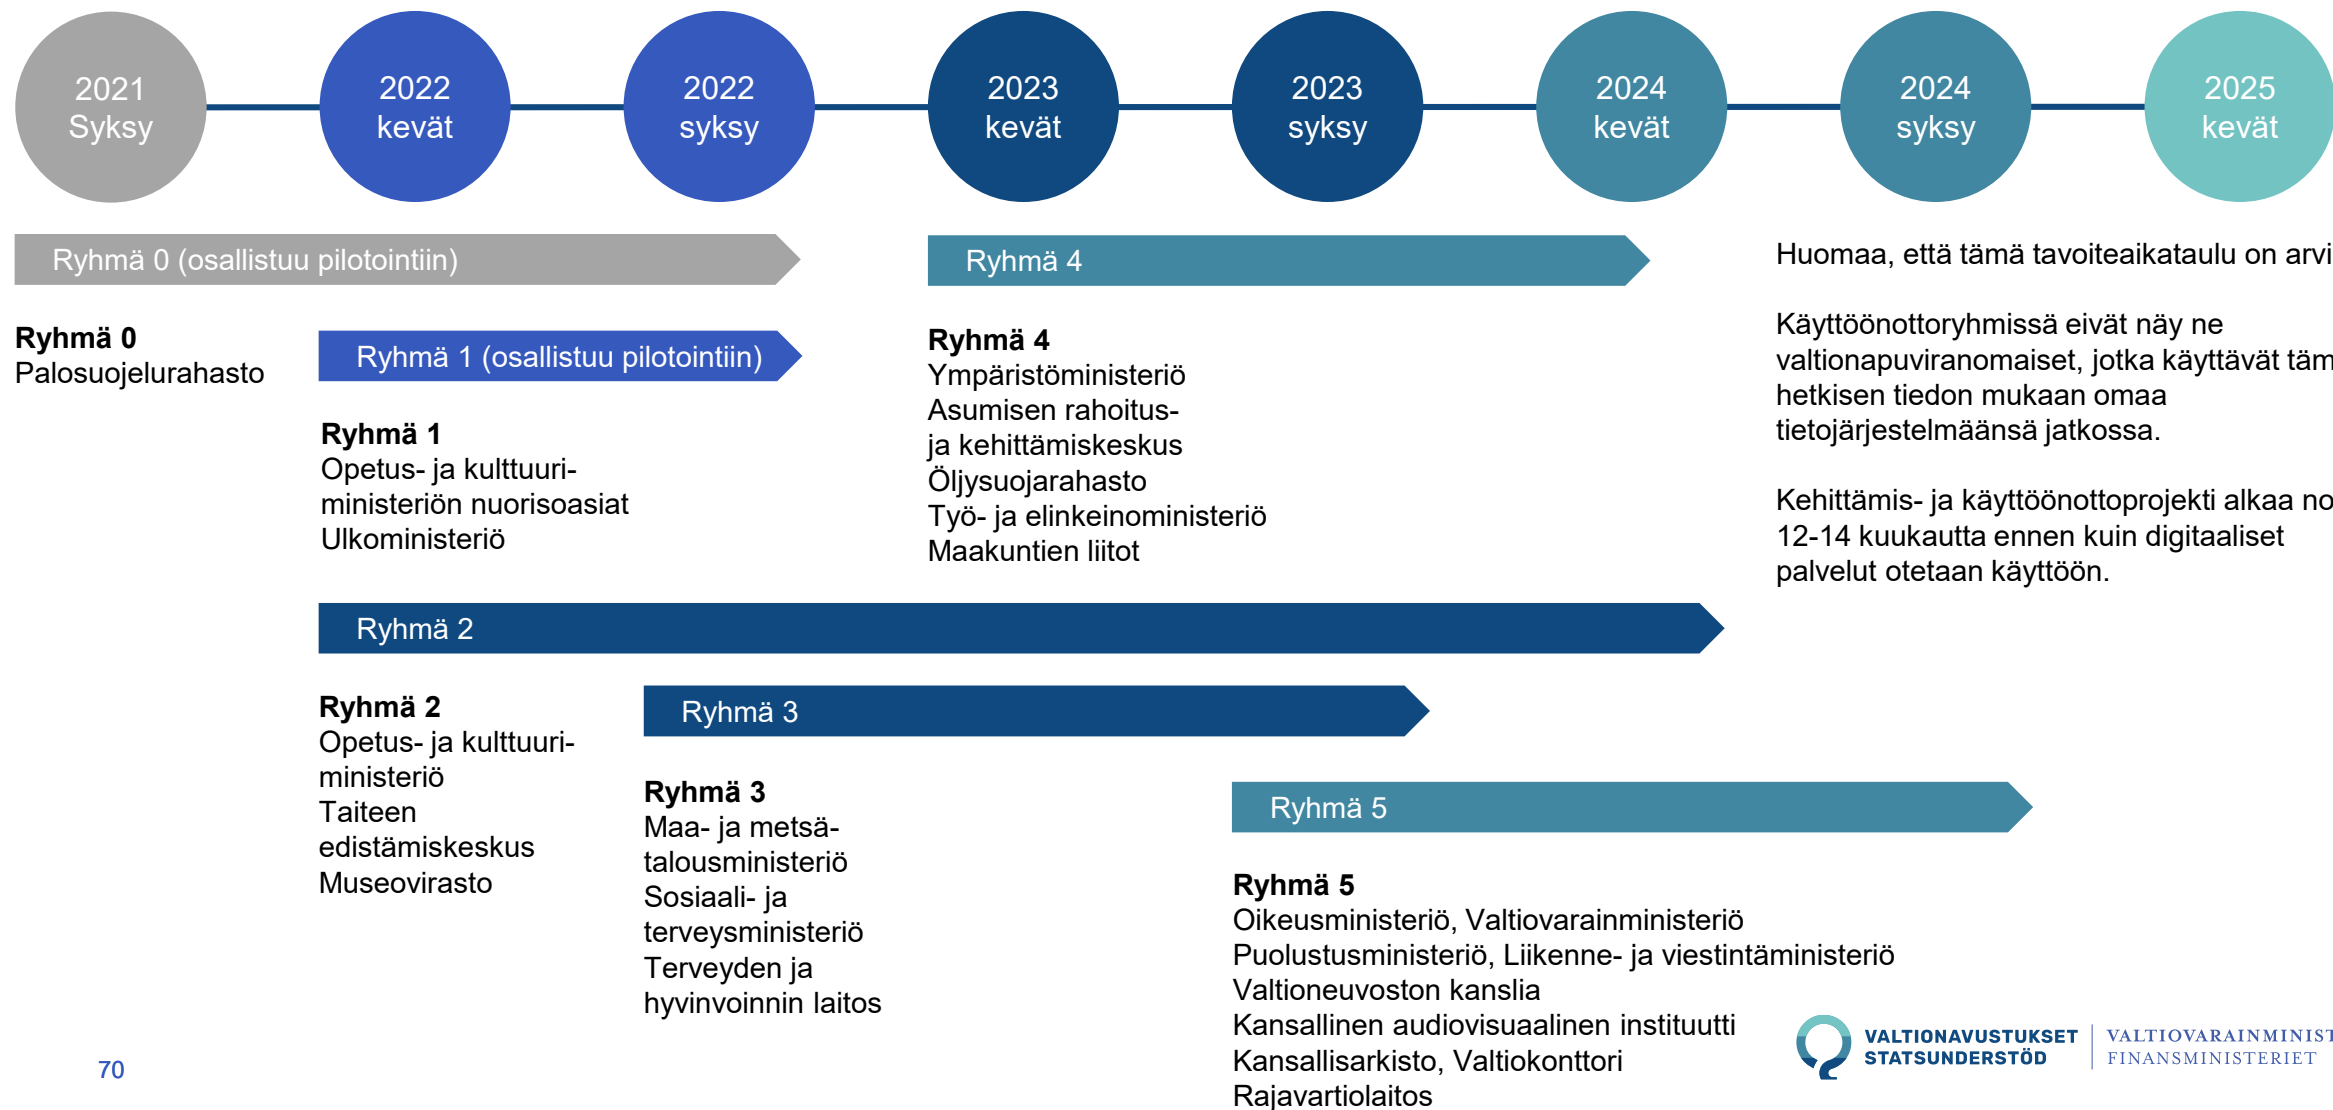 2021
Syksy
2022
kevät
2022
syksy
2023
kevät
2023
syksy
2024
kevät
2024
syksy
2025
kevät
Ryhmä 0 (osallistuu pilotointiin)
Ryhmä 0
Palosuojelurahasto
Ryhmä 1 (osallistuu pilotointiin)
Ryhmä 1
Opetus- ja kulttuuri-
ministeriön nuorisoasiat
Ulkoministeriö
Ryhmä 4
Ryhmä 4
Ympäristöministeriö
Asumisen rahoitus-
ja kehittämiskeskus
Öljysuojarahasto
Työ- ja elinkeinoministeriö
Maakuntien liitot
Huomaa, että tämä tavoiteaikataulu on
Käyttöönottoryhmissä eivät näy ne
valtionapuviranomaiset, jotka käyttävät
hetkisen tiedon mukaan omaa
tietojärjestelmäänsä jatkossa.
Kehittämis- ja käyttöönottoprojekti alkaa
12-14 kuukautta ennen kuin digitaaliset
palvelut otetaan käyttöön.
Ryhmä 2
Ryhmä 2
Opetus- ja kulttuuri-
ministeriö
Taiteen
edistämiskeskus
Museovirasto
Ryhmä 3
Ryhmä 3
Maa- ja metsä-
talousministeriö
Sosiaali- ja
terveysministeriö
Terveyden ja
hyvinvoinnin laitos
Ryhmä 5
Ryhmä 5
Oikeusministeriö, Valtiovarainministeriö
Puolustusministeriö, Liikenne- ja viestintäministeriö
Valtioneuvoston kanslia
Kansallinen audiovisuaalinen instituutti
Kansallisarkisto, Valtiokonttori
Rajavartiolaitos
70
VALTIONAVUSTUKSET
STATSUNDERSTÖD
FINANSMINISTERIET